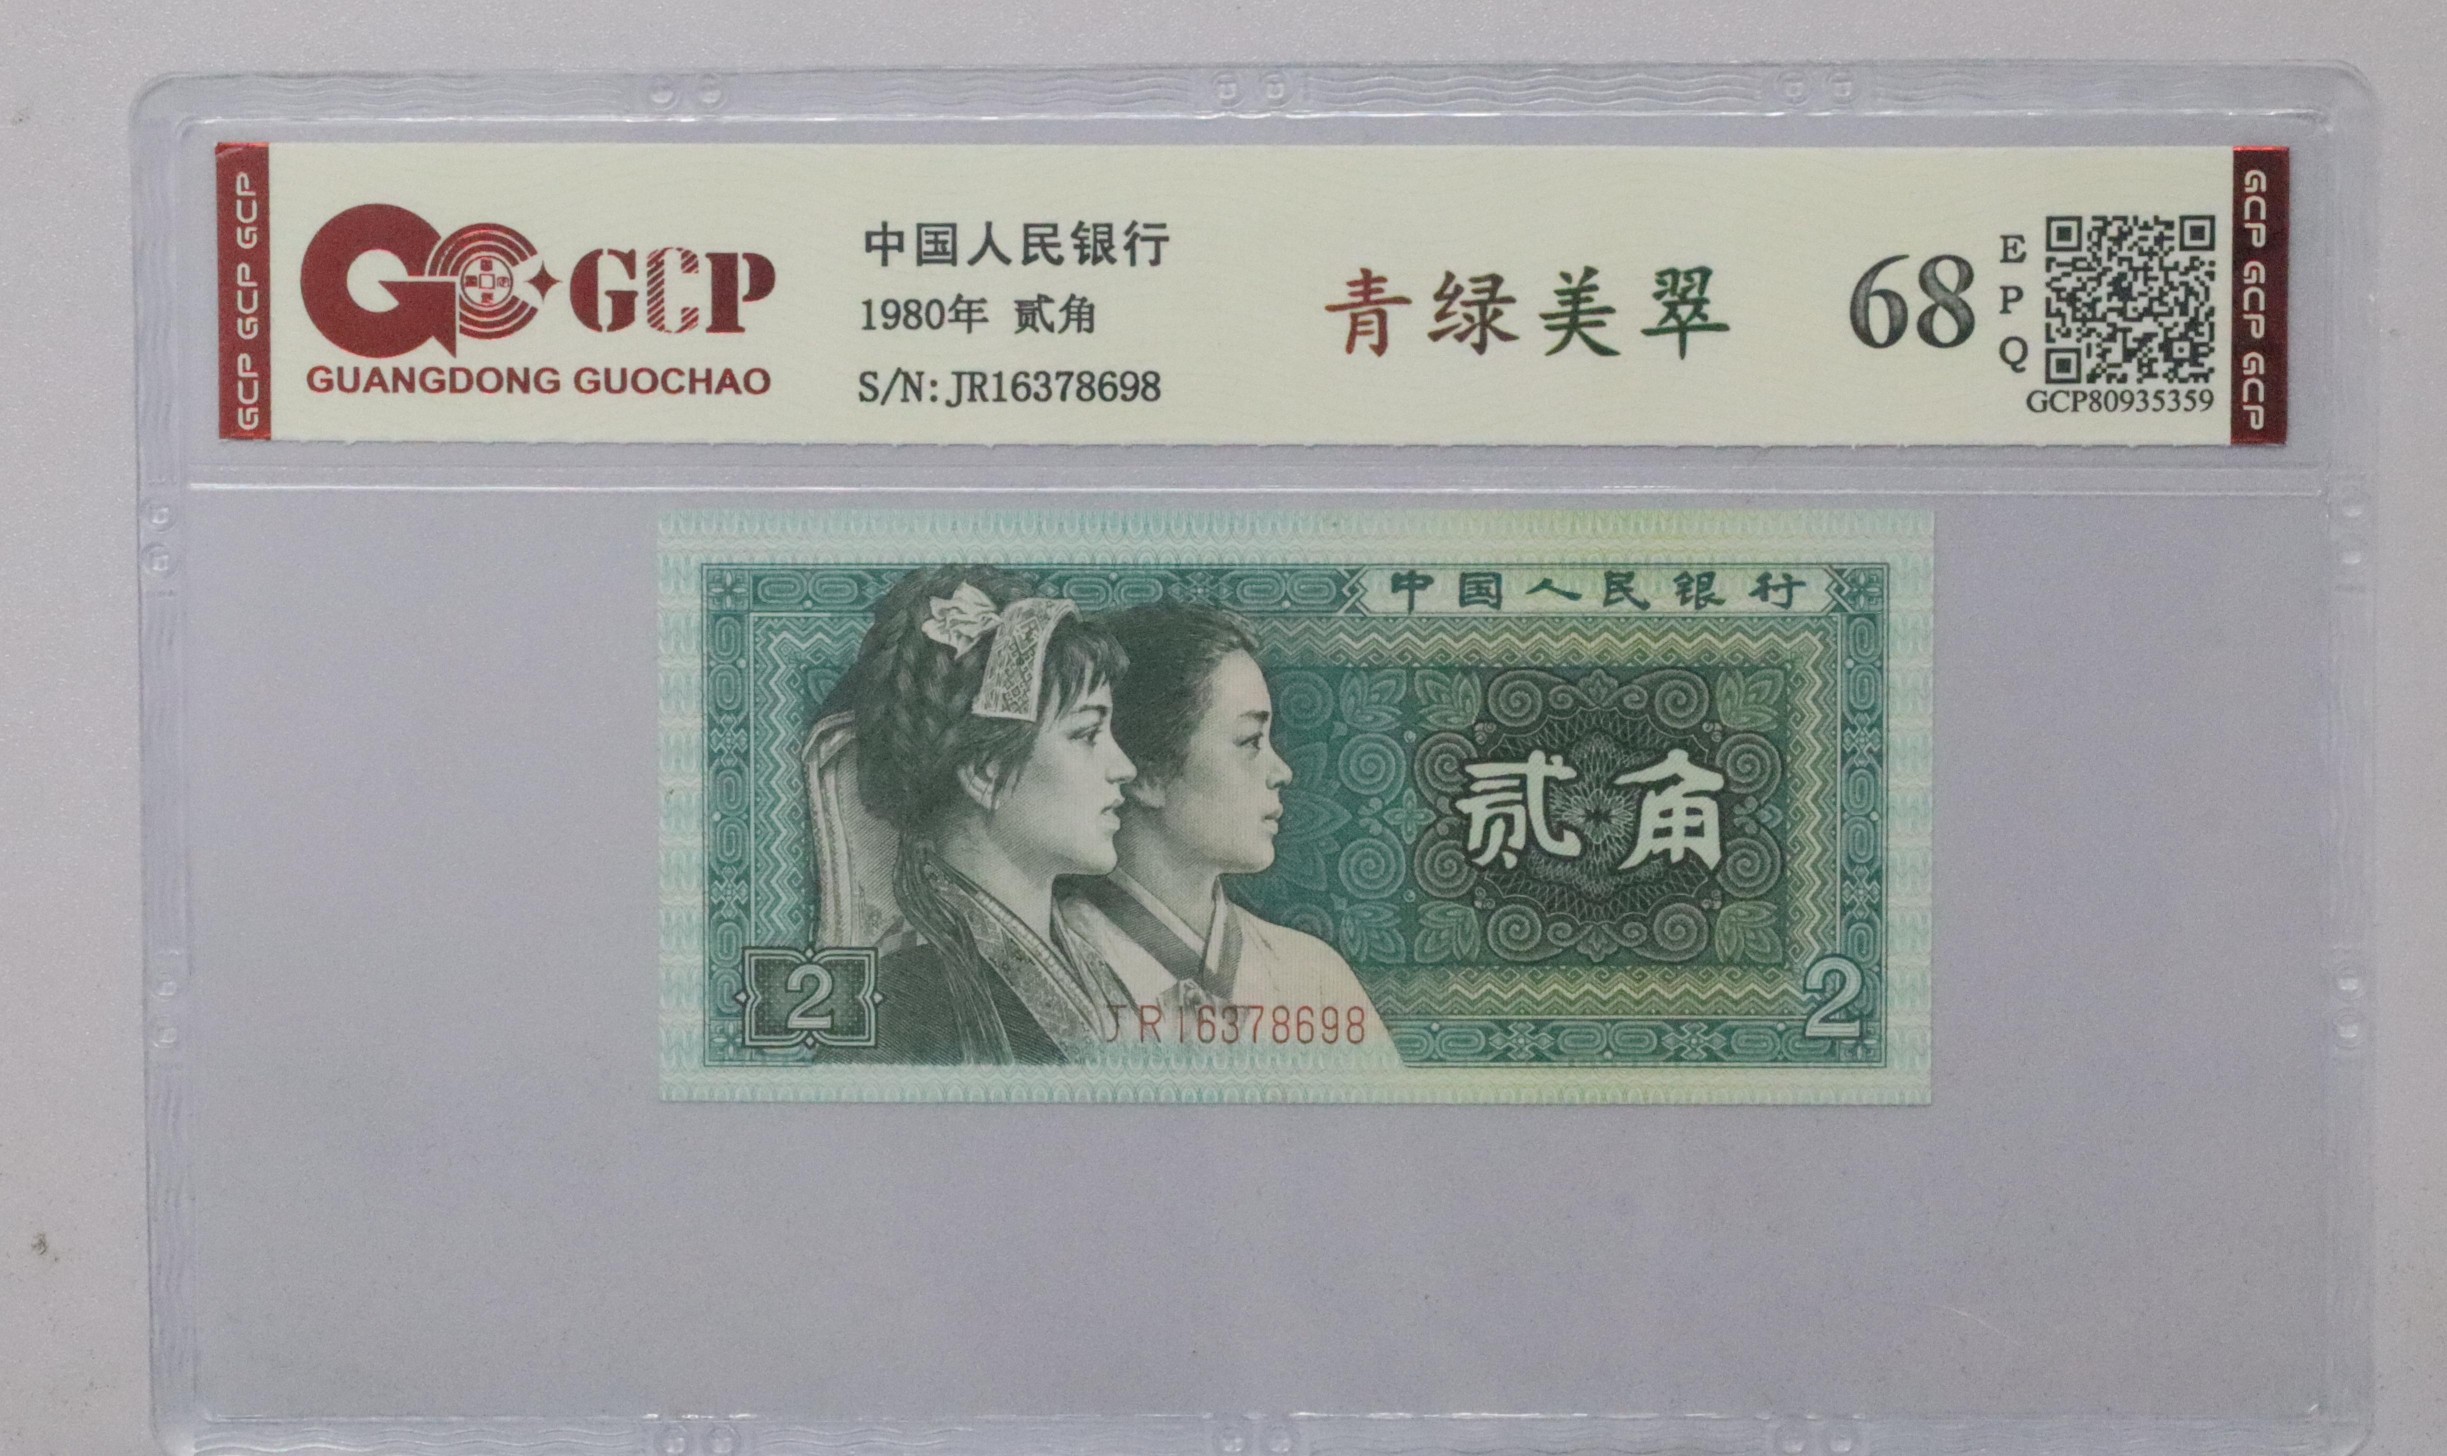 GCP GCP GCP
GCP
GUANGDONG GUOCHAO
中国人民银行
1980年 贰角
S/N: JR16378698
青绿美翠
68
EPQ
GCP80935359
GCP GCP GCP
中国人民银行
贰角
2
JR16378698
2